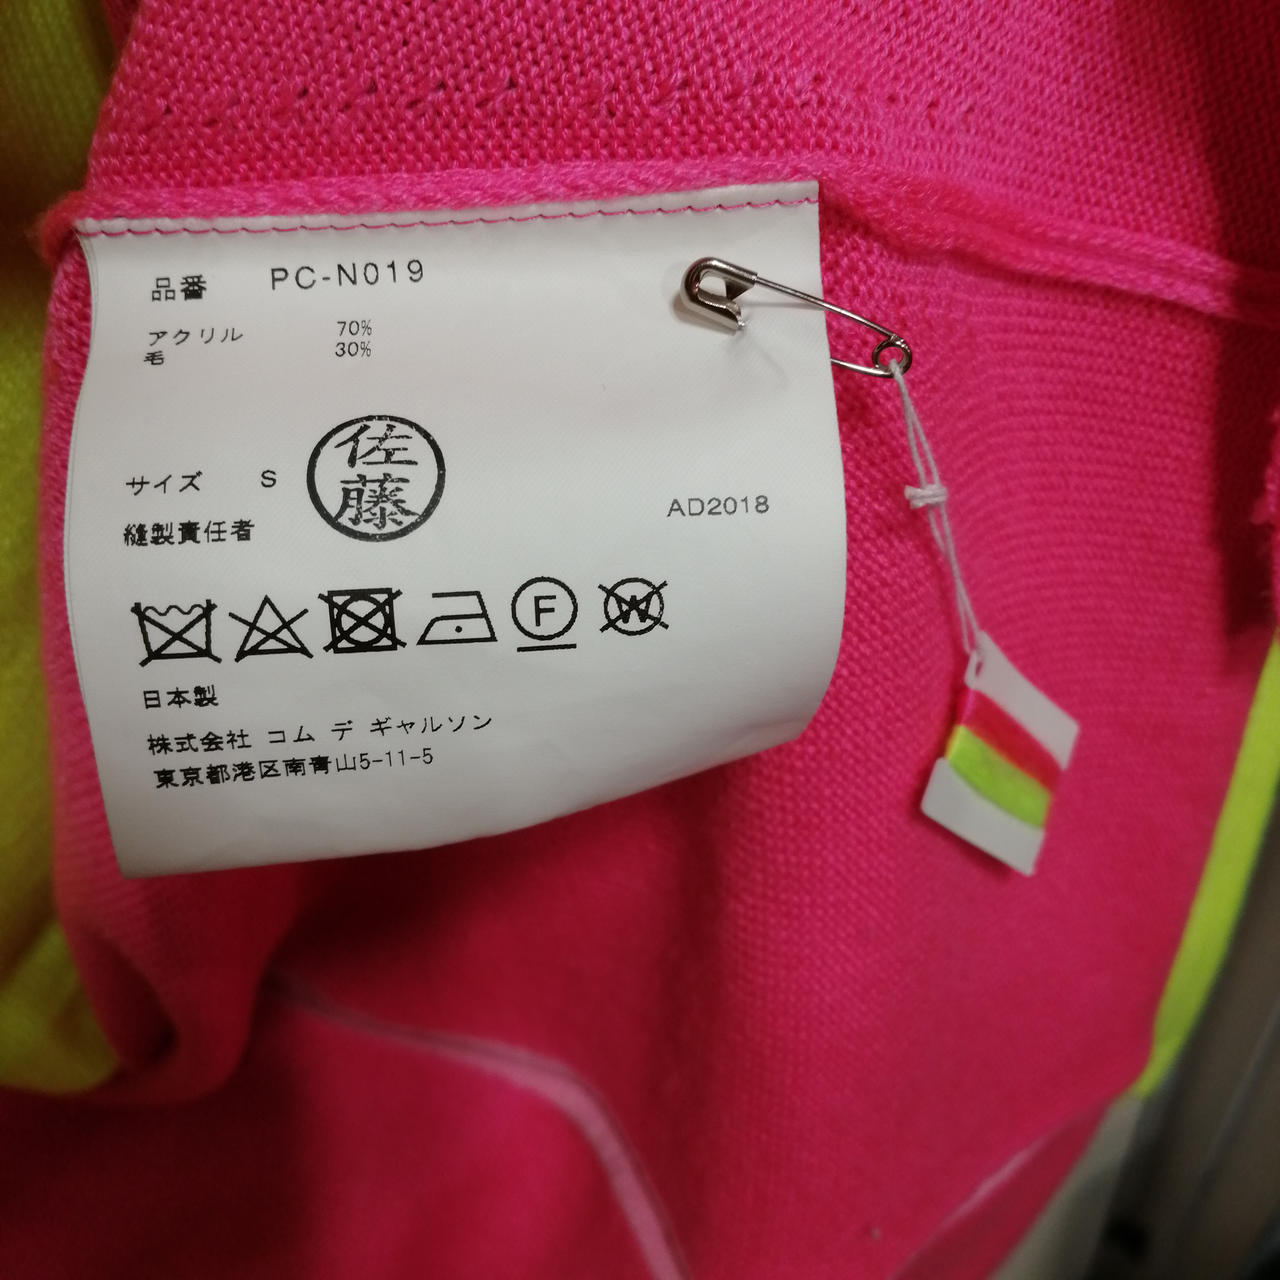 品番 PC-N019
アクリル 70%
毛 30%
サイズ S
佐藤
縫製責任者
AD2018
F W
日本製
株式会社 コム デ ギャルソン
東京都港区南青山5-11-5